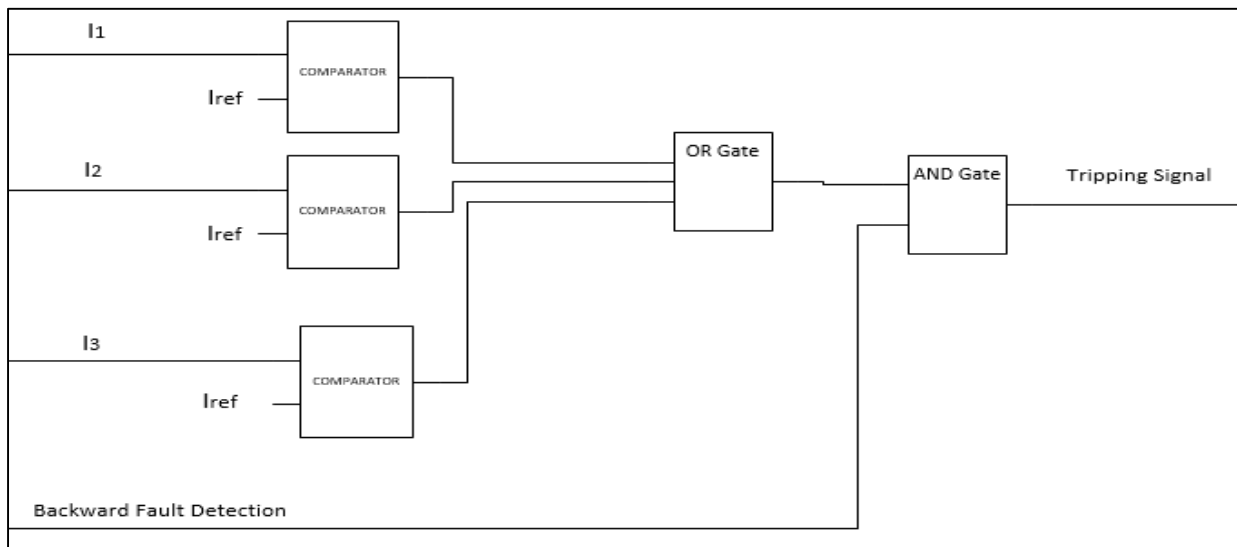 I1
COMPARATOR
Iref
OR Gate
I2
AND Gate
Tripping Signal
COMPARATOR
Iref
I3
COMPARATOR
Iref
Backward Fault Detection